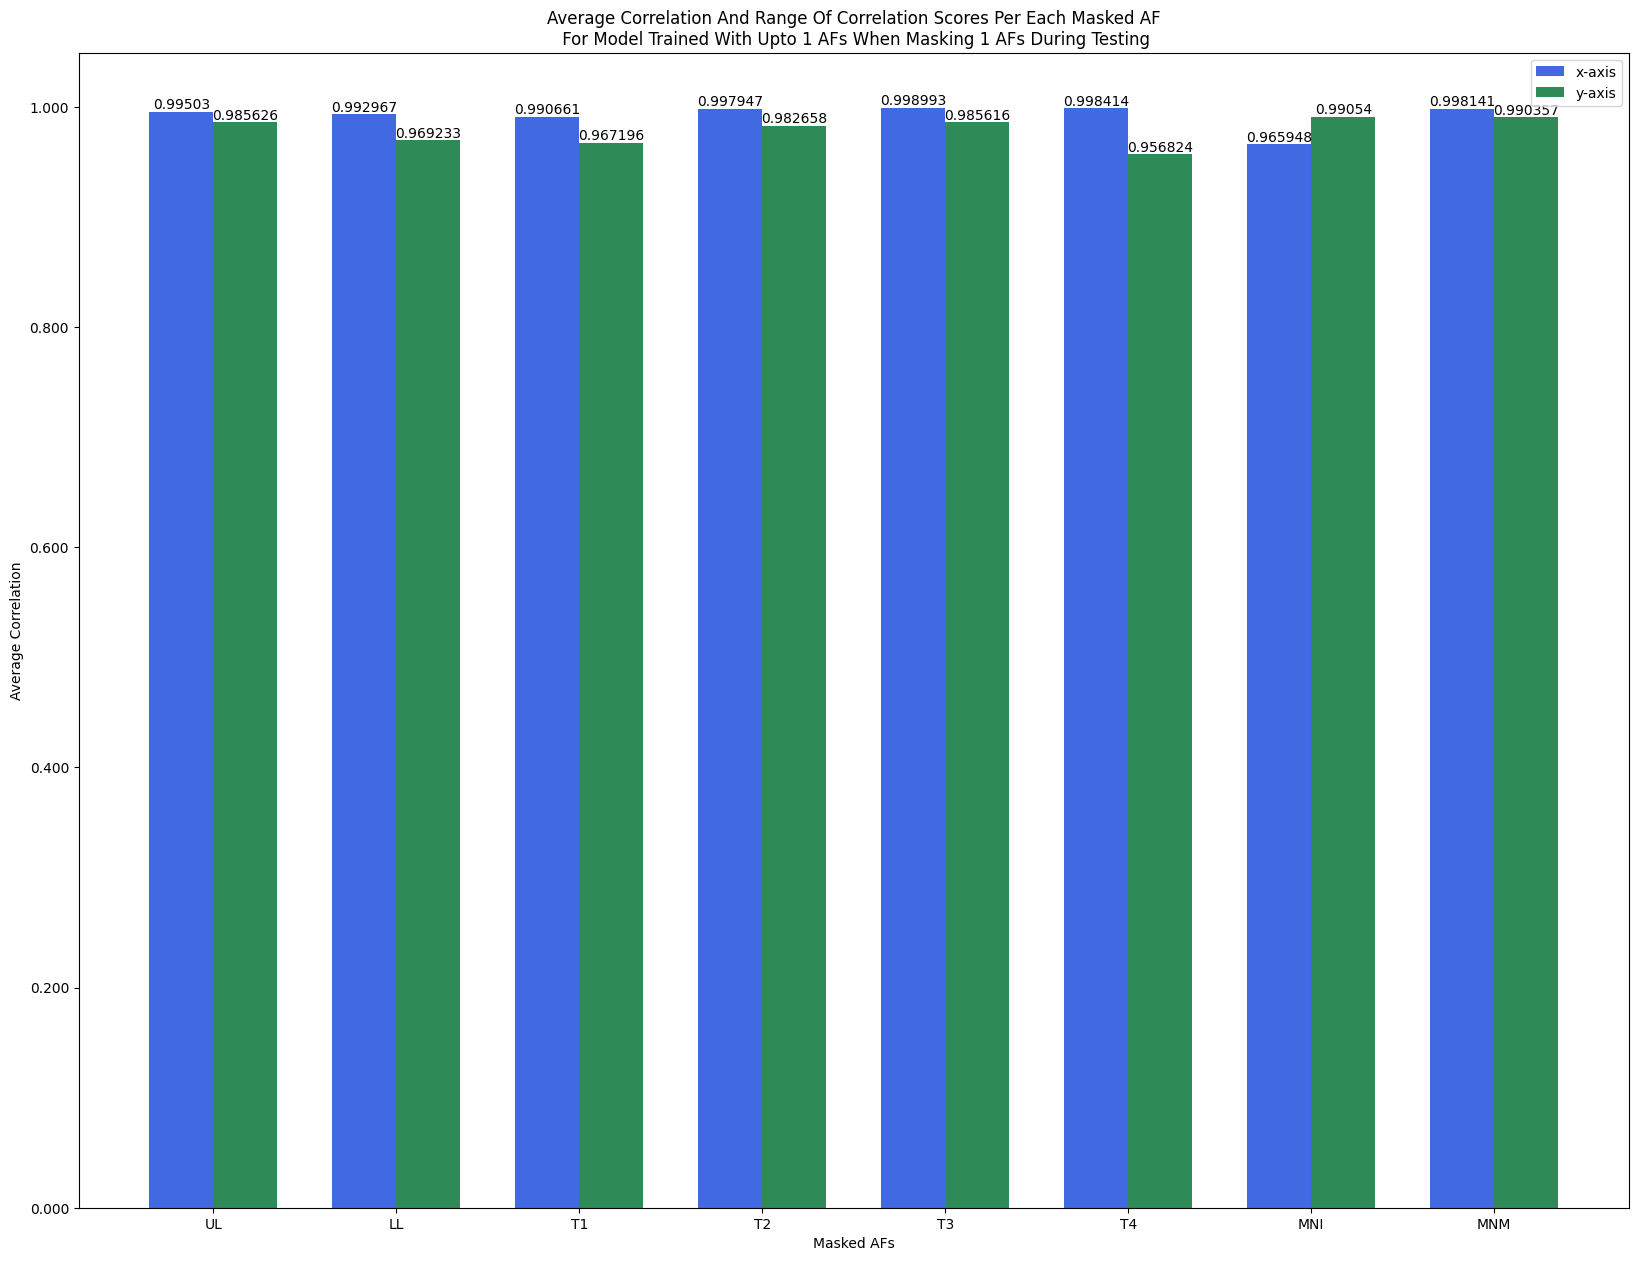 Average Correlation And Range Of Correlation Scores Per Each Masked AF
For Model Trained With Upto 1 AFs When Masking 1 AFs During Testing
x-axis
y-axis
1.000
0.800
0.600
0.400
0.200
0.000
Average Correlation
0.99503
0.985626
0.992967
0.969233
0.990661
0.967196
0.997947
0.982658
0.998993
0.985616
0.998414
0.956824
0.965948
0.99054
0.998141
0.990357
UL
LL
T1
T2
T3
T4
MNI
MNM
Masked AFs